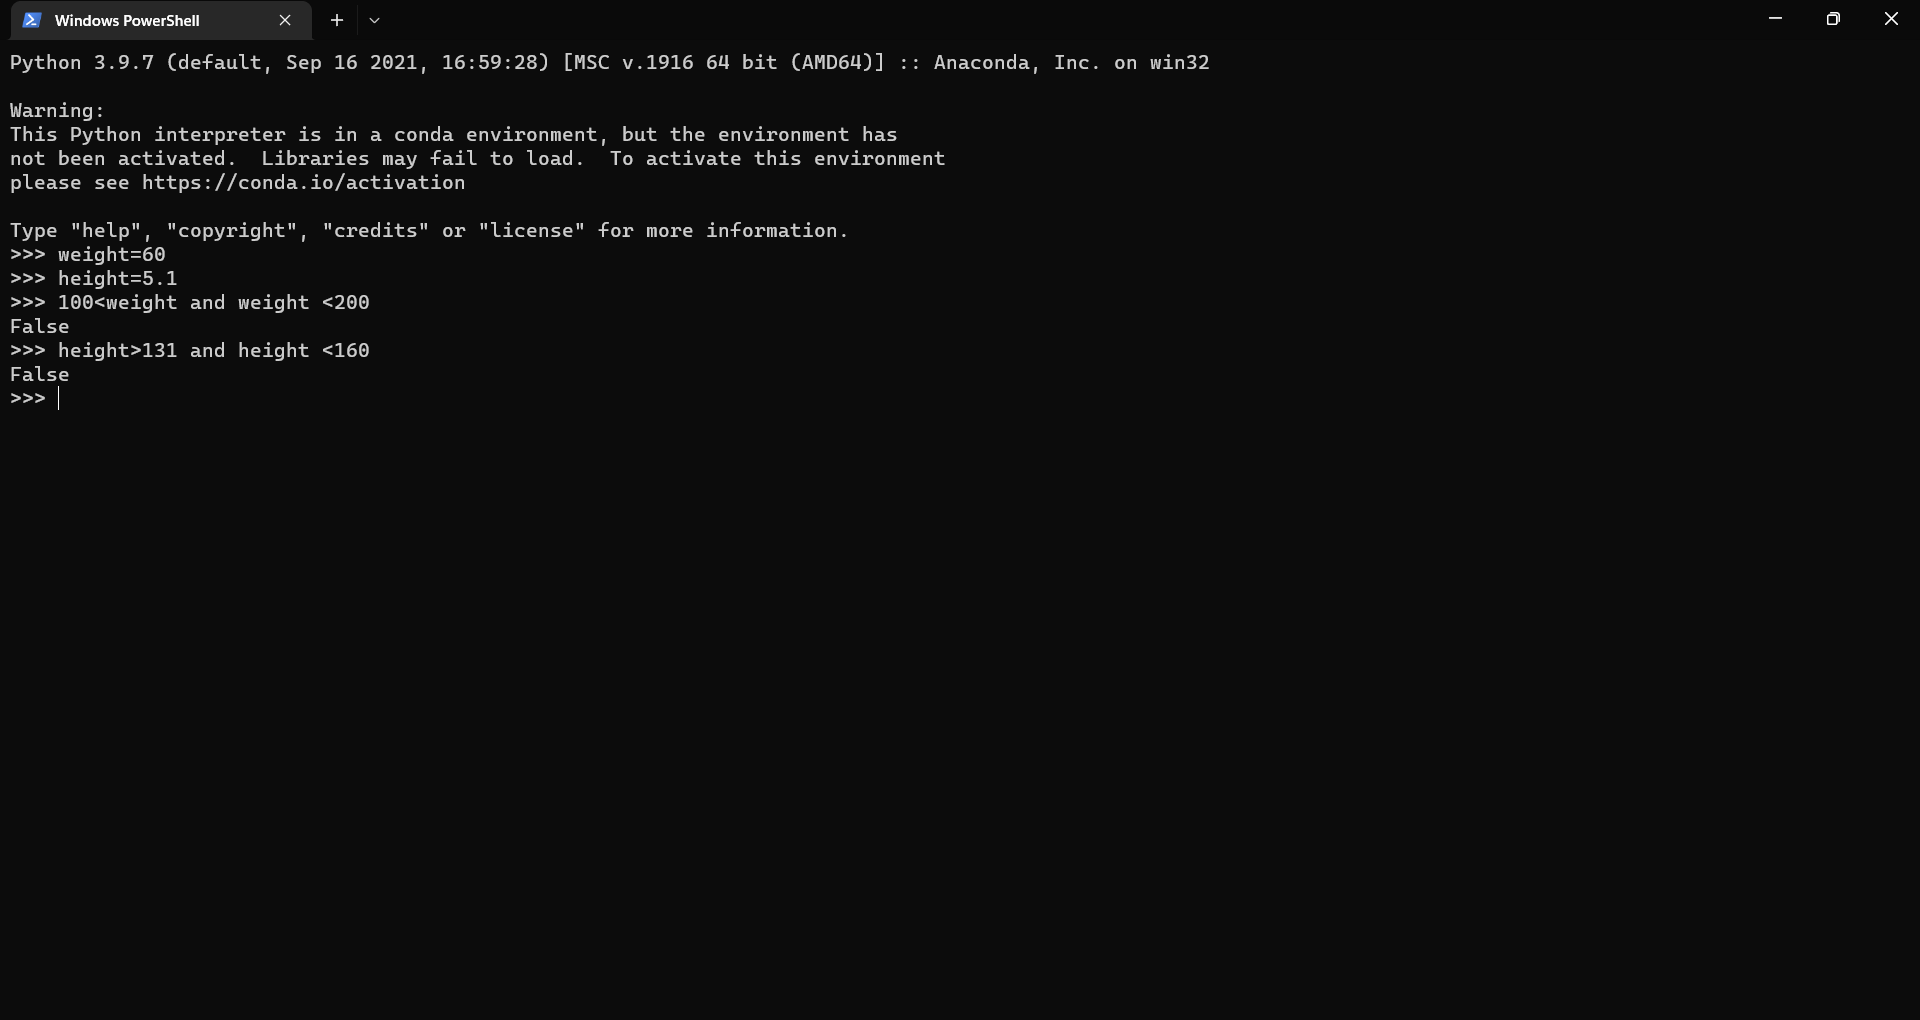 Windows PowerShell
Python 3.9.7 (default, Sep 16 2021, 16:59:28) [MSC v.1916 64 bit (AMD64)] :: Anaconda, Inc. on win32
Warning:
This Python interpreter is in a conda environment, but the environment has
not been activated.  Libraries may fail to load.  To activate this environment
please see https://conda.io/activation
Type "help", "copyright", "credits" or "license" for more information.
>>> weight=60
>>> height=5.1
>>> 100<weight and weight <200
False
>>> height>131 and height <160
False
>>>